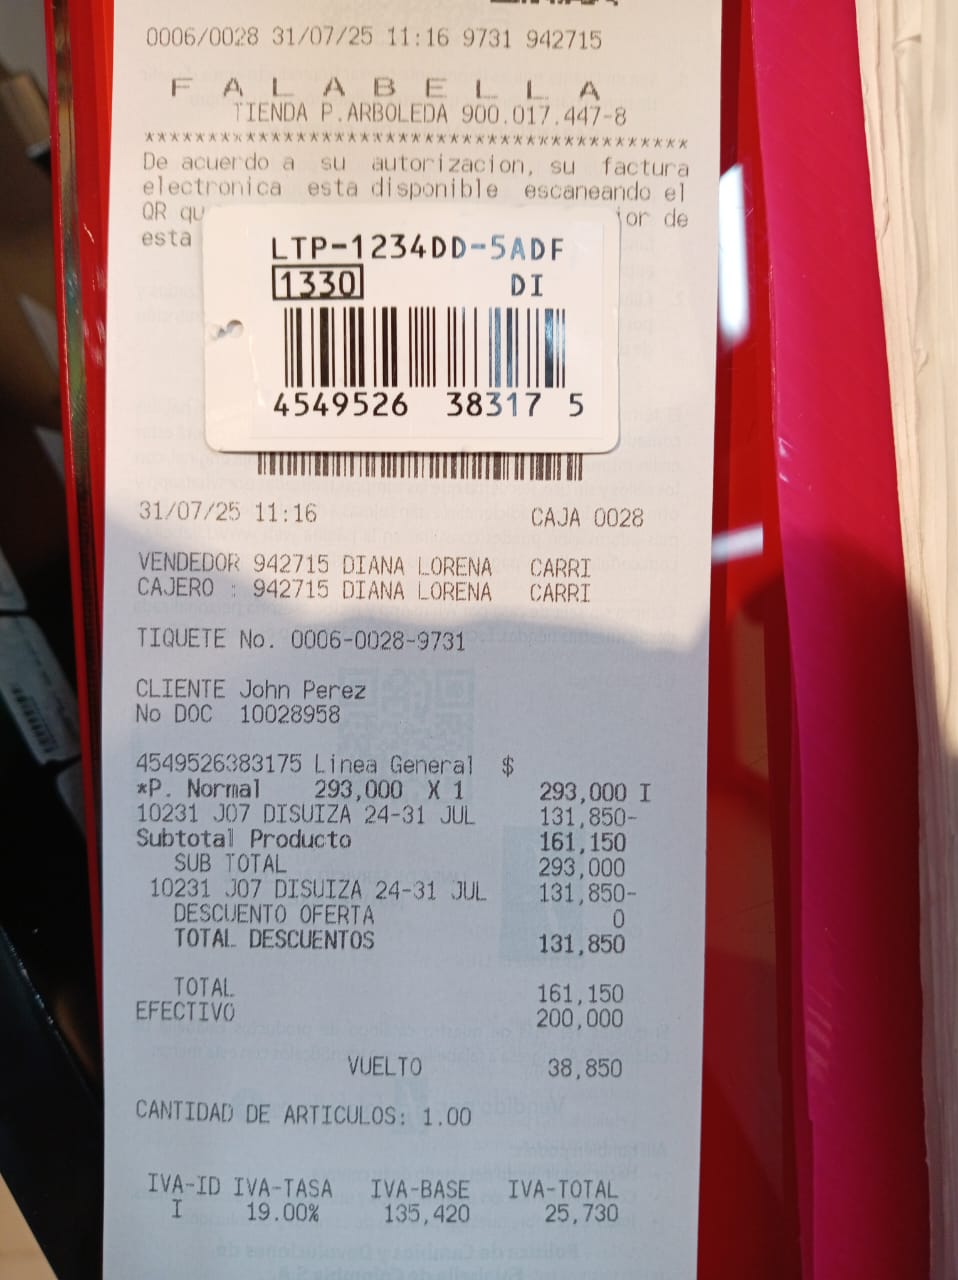 0006/0028 31/07/25 11:16 9731 942715
F A L A B E L L A
TIENDA P.ARBOLEDA 900.017.447-8
*******************************************
De acuerdo a su autorizacion, su factura
electronica esta disponible escaneando el
QR qu ior de
esta
LTP-1234DD-5ADF
1330 DI
4549526 38317 5
31/07/25 11:16 CAJA 0028
VENDEDOR 942715 DIANA LORENA CARRI
CAJERO : 942715 DIANA LORENA CARRI
TIQUETE No. 0006-0028-9731
CLIENTE John Perez
No DOC 10028958
4549526383175 Linea General $
*P. Normal 293,000 X 1 293,000 I
10231 J07 DISUIZA 24-31 JUL 131,850-
Subtotal Producto 161,150
SUB TOTAL 293,000
10231 J07 DISUIZA 24-31 JUL 131,850-
DESCUENTO OFERTA 0
TOTAL DESCUENTOS 131,850
TOTAL 161,150
EFECTIVO 200,000
VUELTO 38,850
CANTIDAD DE ARTICULOS: 1.00
IVA-ID IVA-TASA IVA-BASE IVA-TOTAL
I 19.00% 135,420 25,730